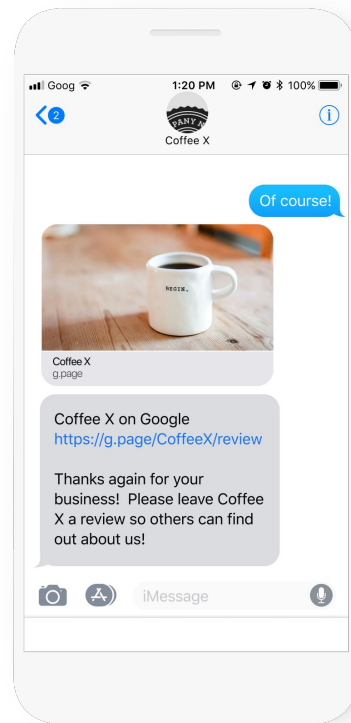 Goog
1:20 PM
100%
2
PANY N
Coffee X
Of course!
BEGIN.
Coffee X
g.page
Coffee X on Google
https://g.page/CoffeeX/review
Thanks again for your
business!  Please leave Coffee
X a review so others can find
out about us!
iMessage